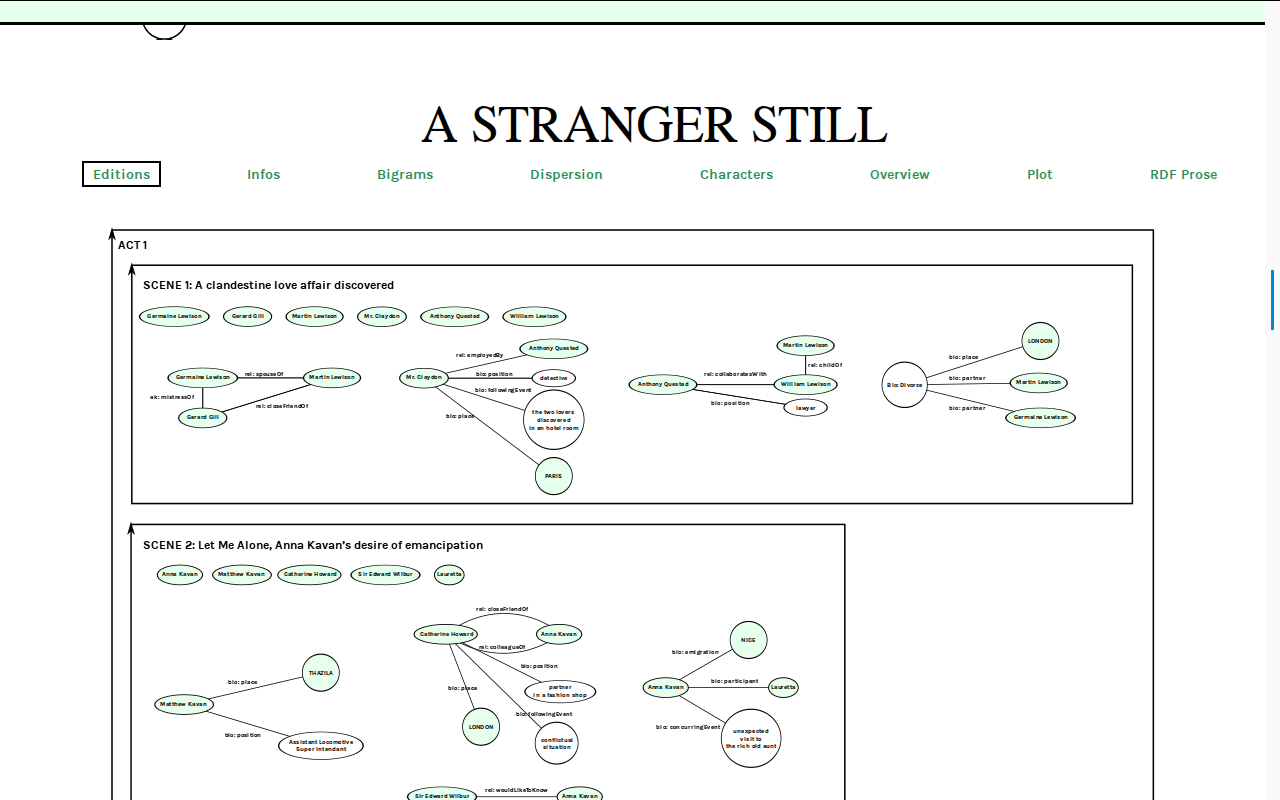 A STRANGER STILL
Editions Infos Bigrams Dispersion Characters Overview Plot RDF Prose
ACT 1
SCENE 1: A clandestine love affair discovered
Germaine Lewison Gerard Gill Martin Lewison Mr. Claydon Anthony Quested William Lewison
Germaine Lewison
rel: spouseOf
Martin Lewison
ak: mistressOf
rel: closeFriendOf
Gerard Gill
Mr. Claydon
rel: employedBy
Anthony Quested
bio: position
detective
bio: followingEvent
the two lovers
discovered
in an hotel room
bio: place
PARIS
Martin Lewison
rel: childOf
Anthony Quested
rel: collaboratesWith
William Lewison
bio: position
lawyer
Bio: Divorce
bio: place
LONDON
bio: partner
Martin Lewison
bio: partner
Germaine Lewison
SCENE 2: Let Me Alone, Anna Kavan’s desire of emancipation
Anna Kavan Matthew Kavan Catherine Howard Sir Edward Wilbur Lauretta
Matthew Kavan
bio: place
THAZILA
bio: position
Assistant Locomotive
Super Intendant
Catherine Howard
rel: closeFriendOf
Anna Kavan
rel: colleagueOf
bio: position
partner
in a fashion shop
bio: place
LONDON
bio: followingEvent
conflictual
situation
Anna Kavan
bio: emigration
NICE
bio: participant
Lauretta
bio: concurringEvent
unexpected
visit to
the rich old aunt
Sir Edward Wilbur
rel: wouldLikeToKnow
Anna Kavan